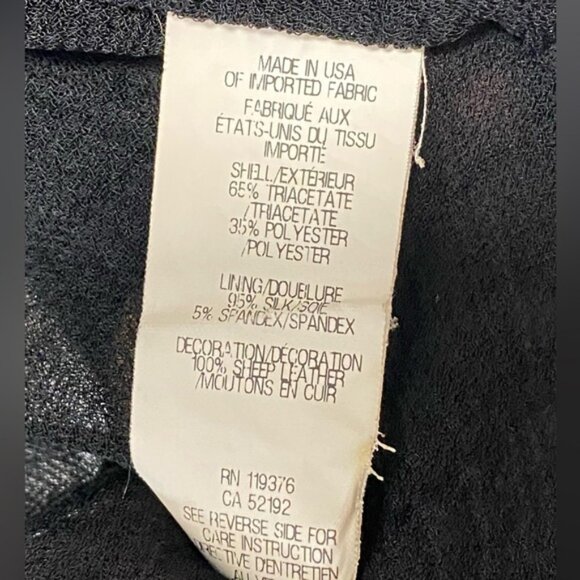 MADE IN USA
OF IMPORTED FABRIC
FABRIQUÉ AUX
ÉTATS-UNIS DU TISSU
IMPORTE
SHELL/EXTÉRIEUR
65% TRIACETATE
/TRIACETATE
35% POLYESTER
/POLYESTER
LINING/DOUBLURE
95% SILK/SOIE
5% SPANDEX/SPANDEX
DECORATION/DÉCORATION
100% SHEEP LEATHER
/MOUTONS EN CUIR
RN 119376
CA 52192
SEE REVERSE SIDE FOR
CARE INSTRUCTION
D'ENTRETIEN